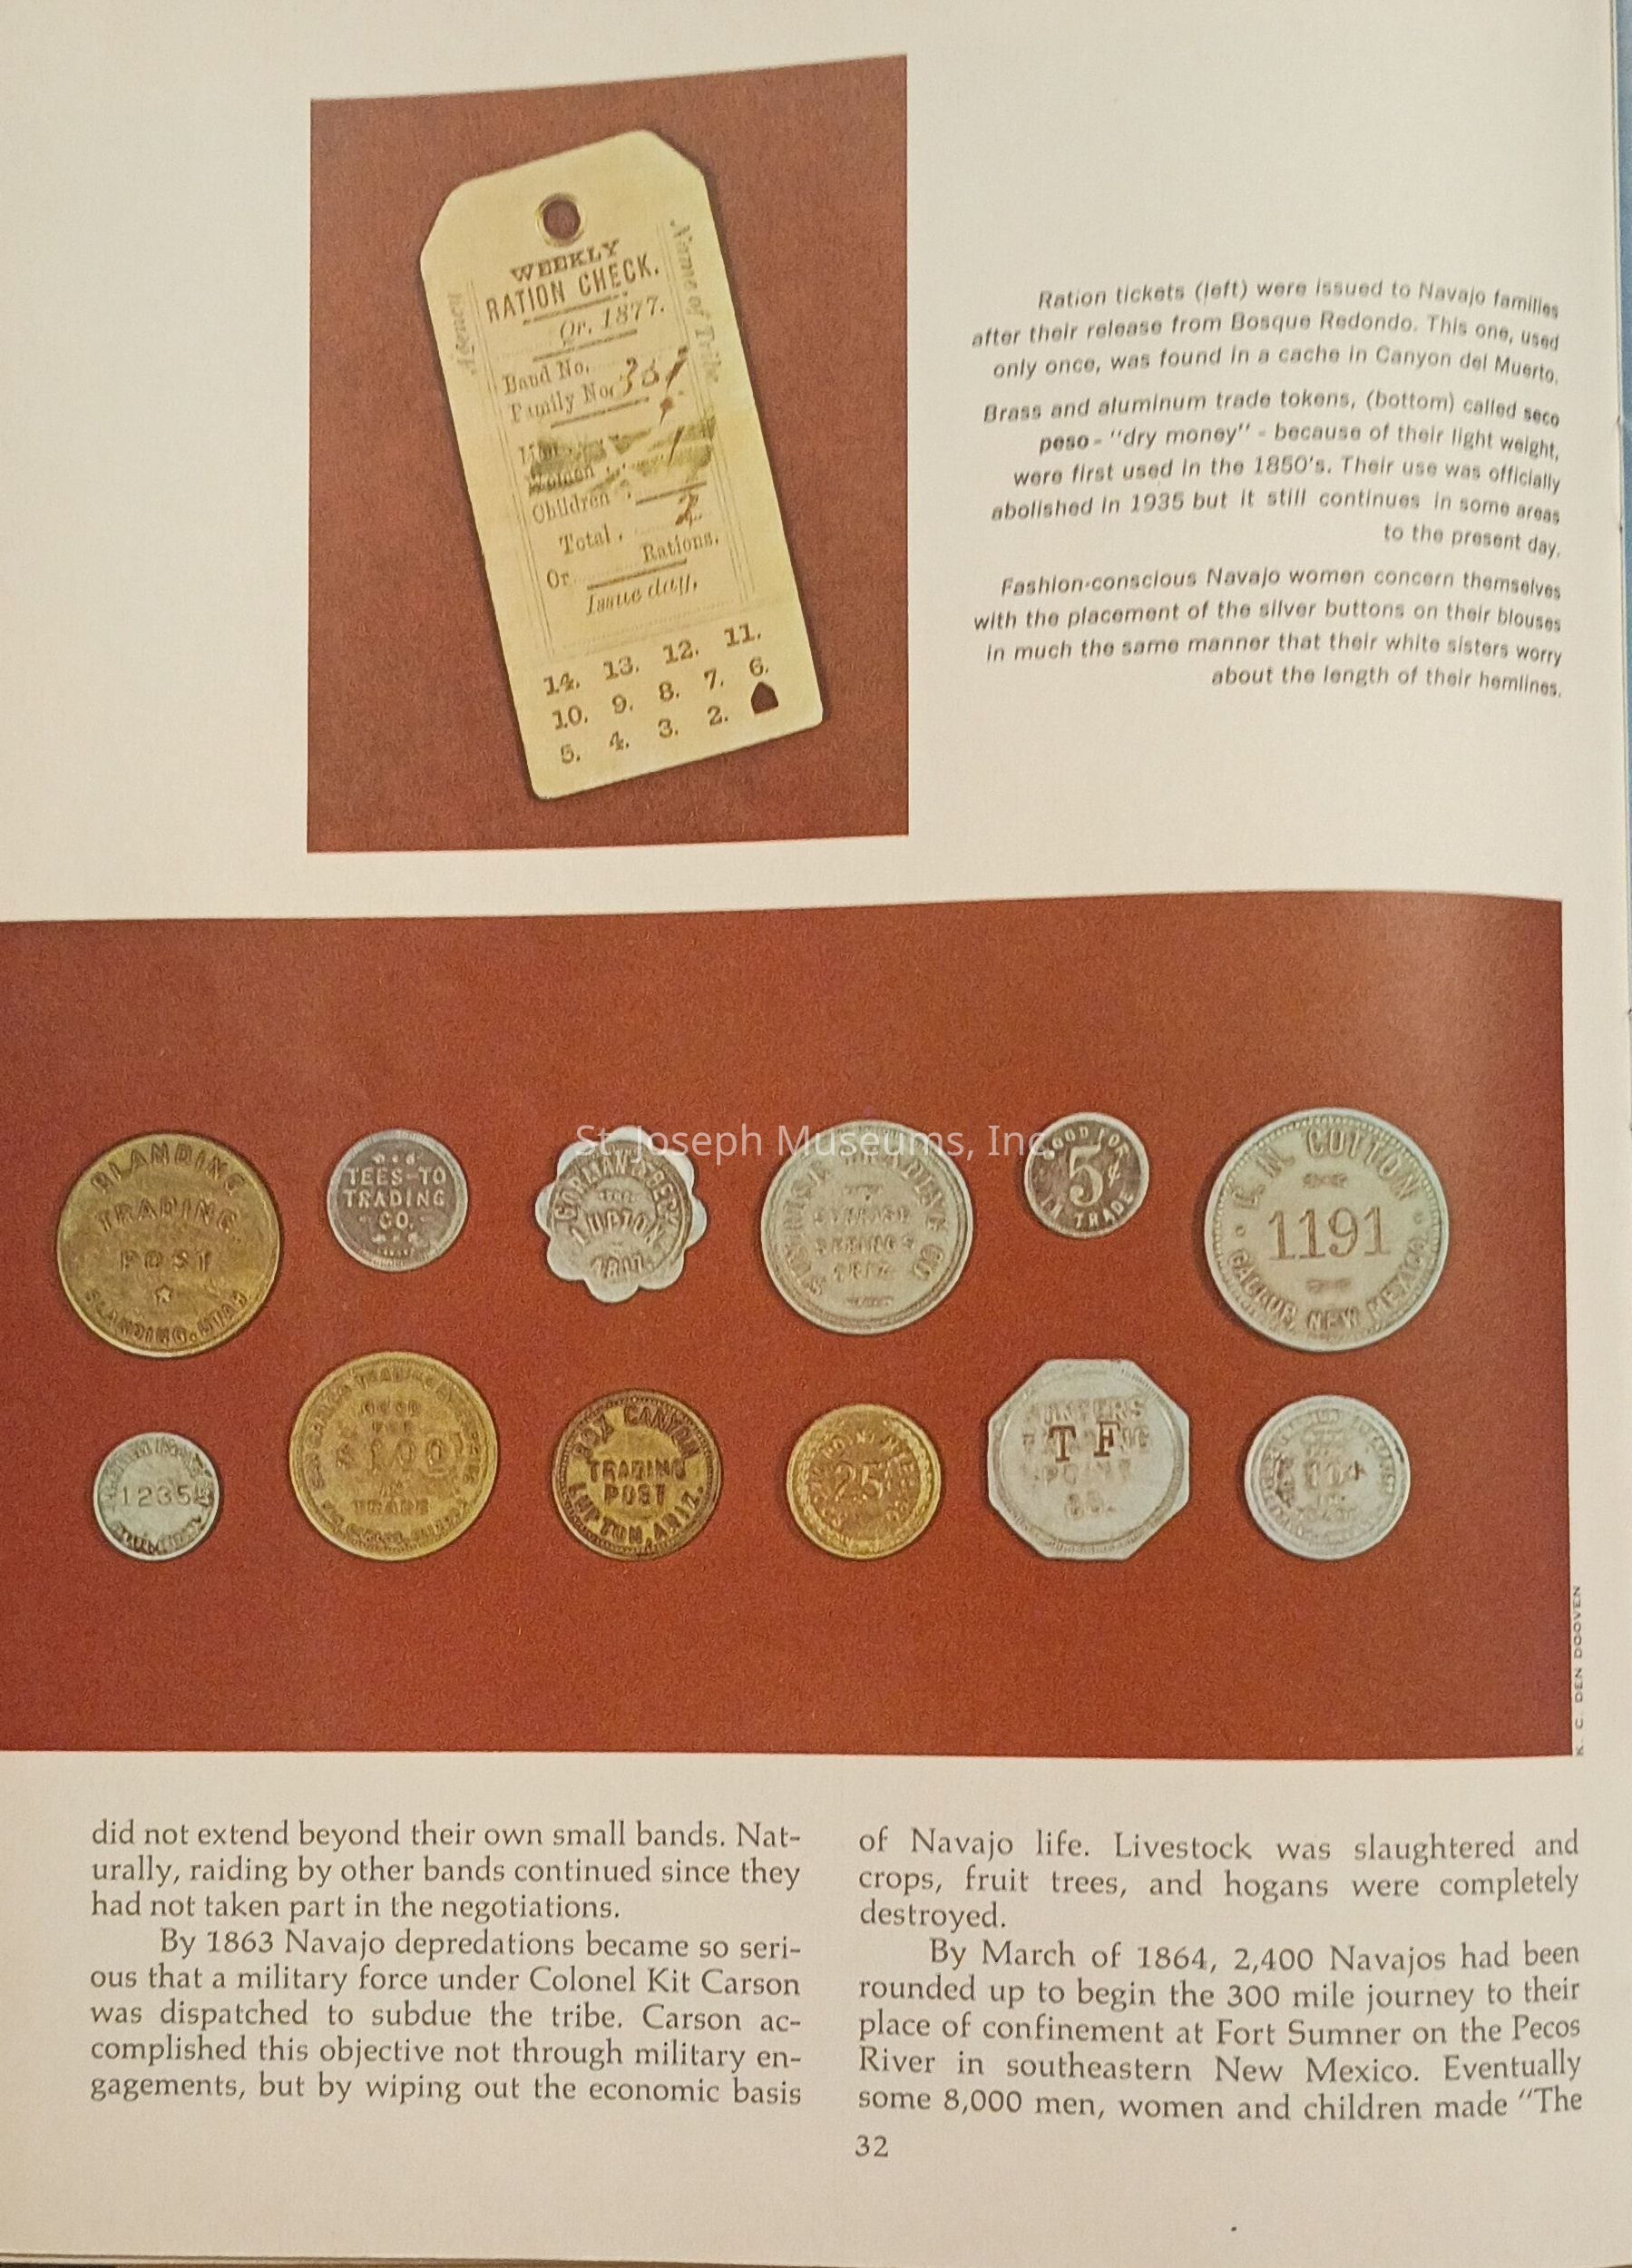 WEEKLY
RATION CHECK.
Or. 1877.
Name of Tribe
Agency.
Band No.
Family No. 361
Women 1
Children
Total, 2
Or Rations.
Issue day,
14. 13. 12. 11.
10. 9. 8. 7. 6.
5. 4. 3. 2.
Ration tickets (left) were issued to Navajo families
after their release from Bosque Redondo. This one, used
only once, was found in a cache in Canyon del Muerto.
Brass and aluminum trade tokens, (bottom) called seco
peso - "dry money" - because of their light weight,
were first used in the 1850's. Their use was officially
abolished in 1935 but it still continues in some areas
to the present day.
Fashion-conscious Navajo women concern themselves
with the placement of the silver buttons on their blouses
in much the same manner that their white sisters worry
about the length of their hemlines.
St. Joseph Museums, Inc.
BLANDING
TRADING
POST
BLANDING, UTAH
TEES-TO
TRADING
CO.
LUPTON
ARIZ.
TRADING CO
SPRINGS
ARIZ.
GOOD FOR
5¢
IN TRADE
C. N. COTTON
1191
GALLUP, NEW MEXICO
1235
GOOD
FOR
$1.00
IN
TRADE
BOX CANYON
TRADING
POST
LUPTON, ARIZ.
25
T F
K. C. DEN DOOVEN
did not extend beyond their own small bands. Nat-
urally, raiding by other bands continued since they
had not taken part in the negotiations.
By 1863 Navajo depredations became so seri-
ous that a military force under Colonel Kit Carson
was dispatched to subdue the tribe. Carson ac-
complished this objective not through military en-
gagements, but by wiping out the economic basis
of Navajo life. Livestock was slaughtered and
crops, fruit trees, and hogans were completely
destroyed.
By March of 1864, 2,400 Navajos had been
rounded up to begin the 300 mile journey to their
place of confinement at Fort Sumner on the Pecos
River in southeastern New Mexico. Eventually
some 8,000 men, women and children made "The
32